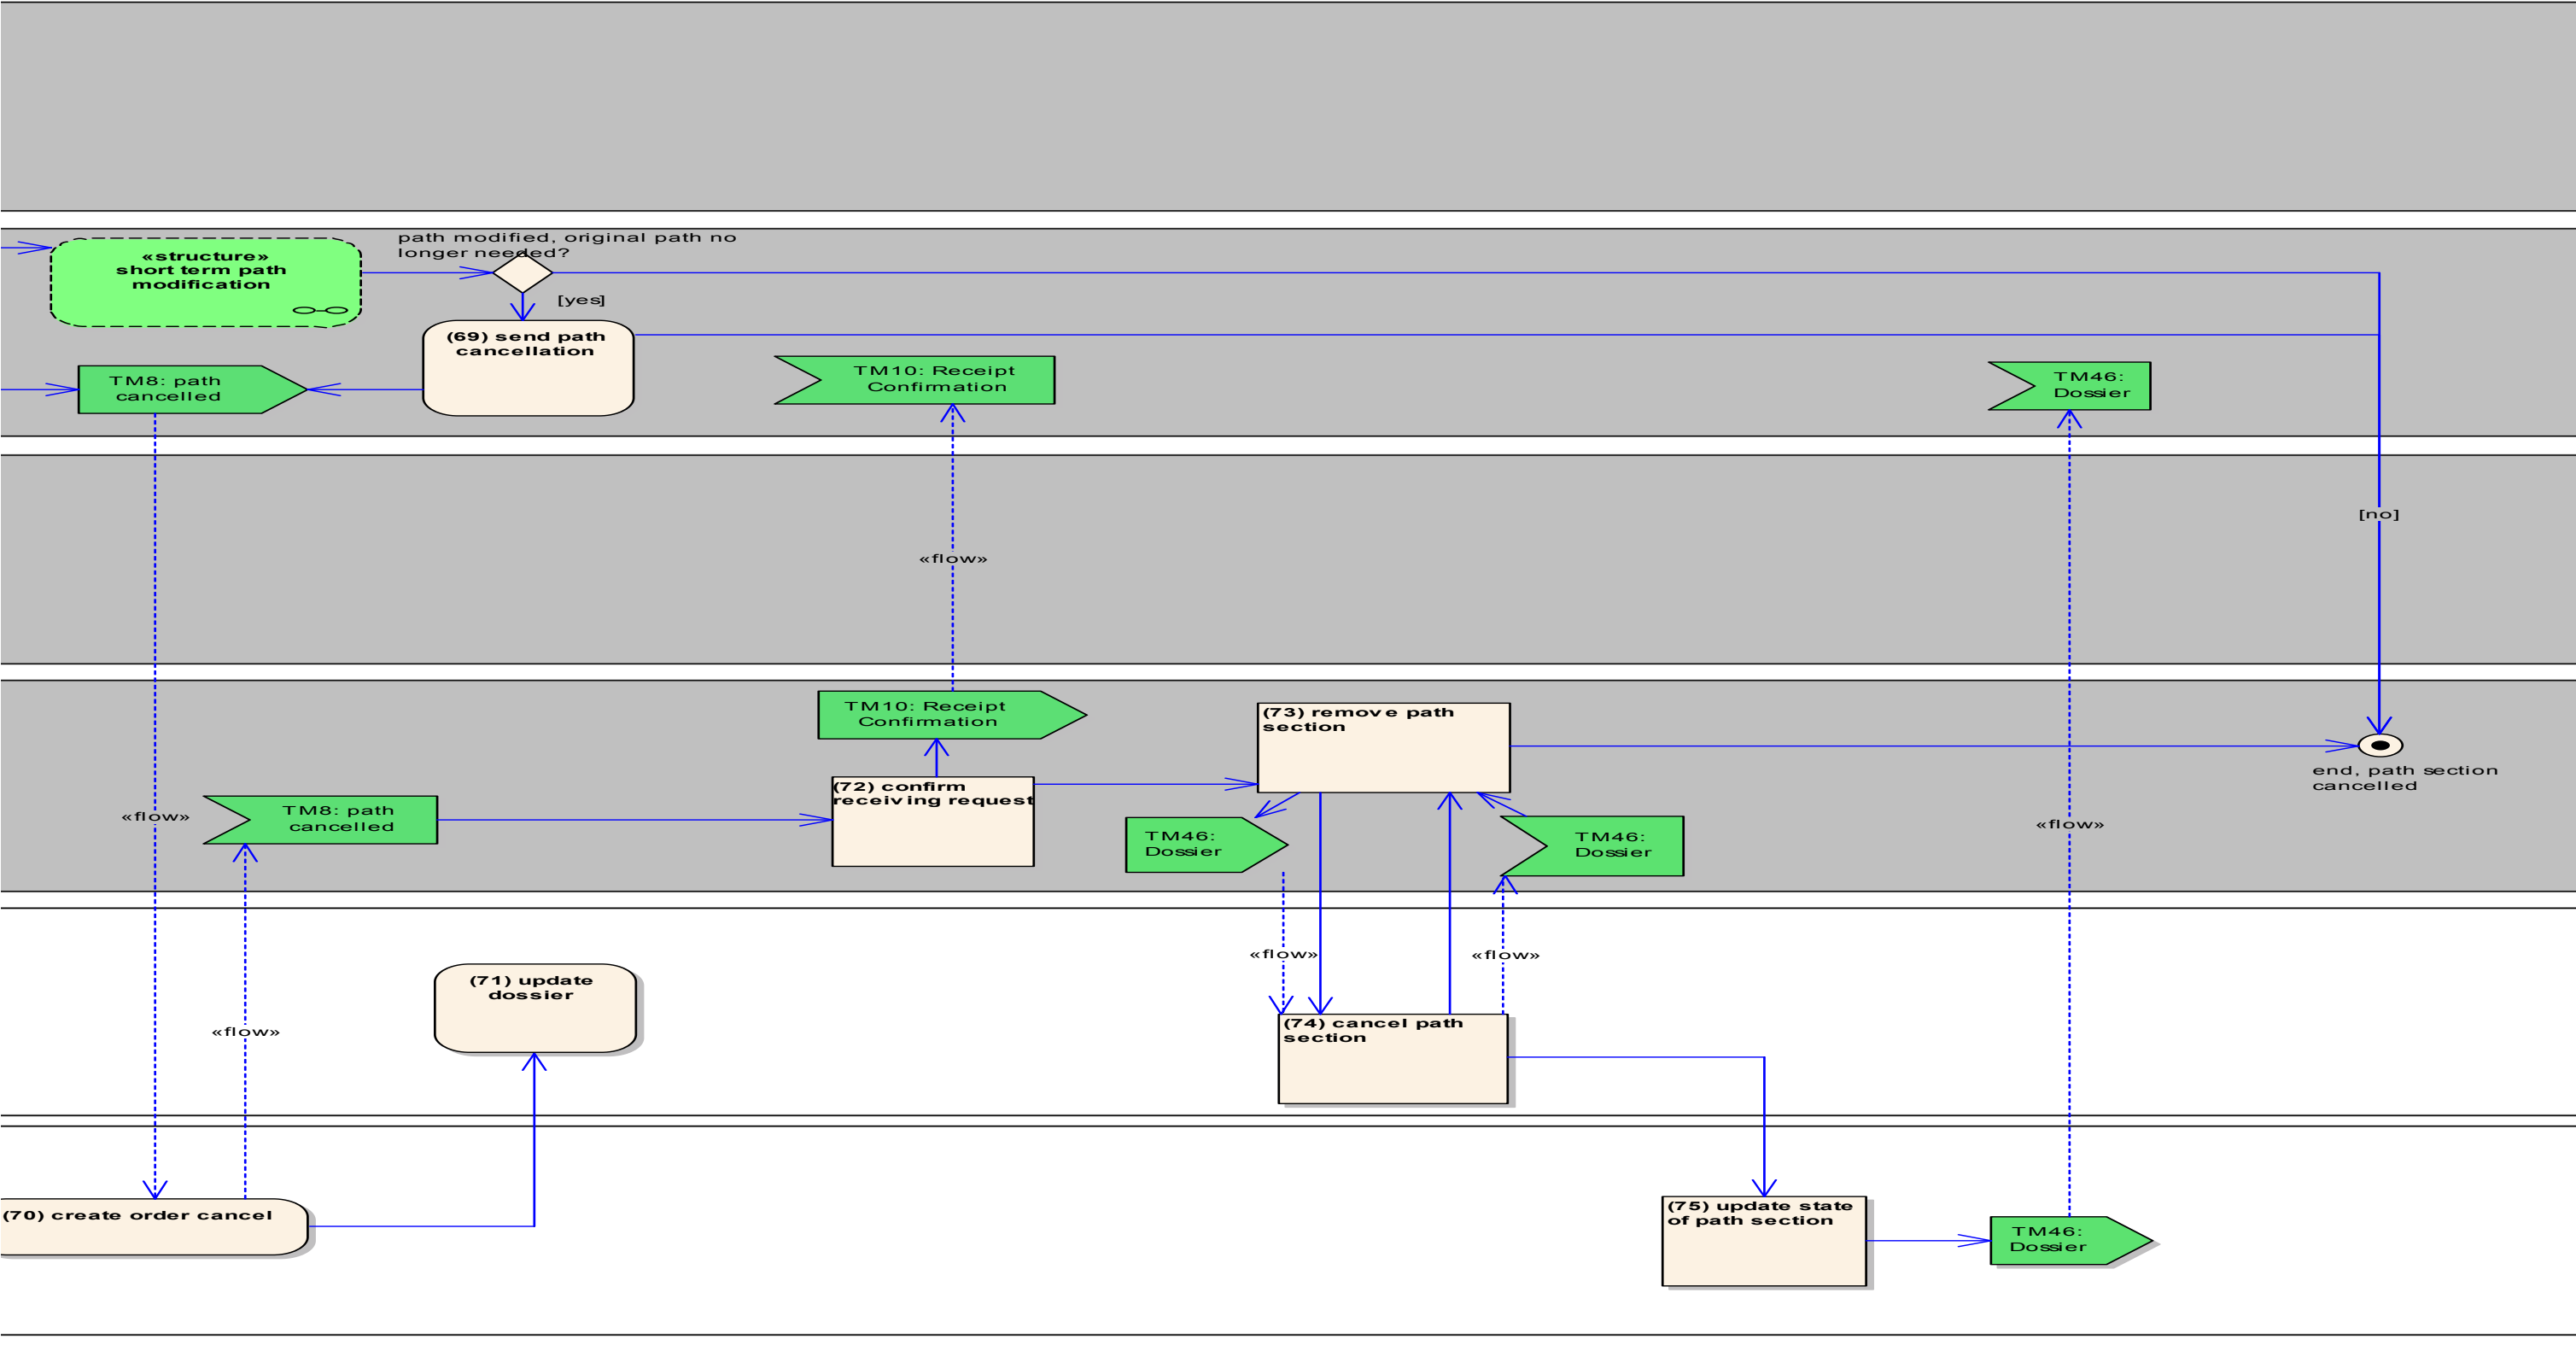 path modified, original path no
longer needed?
«structure»
short term path
modification
[yes]
(69) send path
cancellation
TM8: path
cancelled
TM10: Receipt
Confirmation
TM46:
Dossier
[no]
«flow»
TM10: Receipt
Confirmation
(73) remove path
section
end, path section
cancelled
(72) confirm
receiving request
«flow»
TM8: path
cancelled
TM46:
Dossier
TM46:
Dossier
«flow»
«flow»
«flow»
(71) update
dossier
«flow»
(74) cancel path
section
(70) create order cancel
(75) update state
of path section
TM46:
Dossier